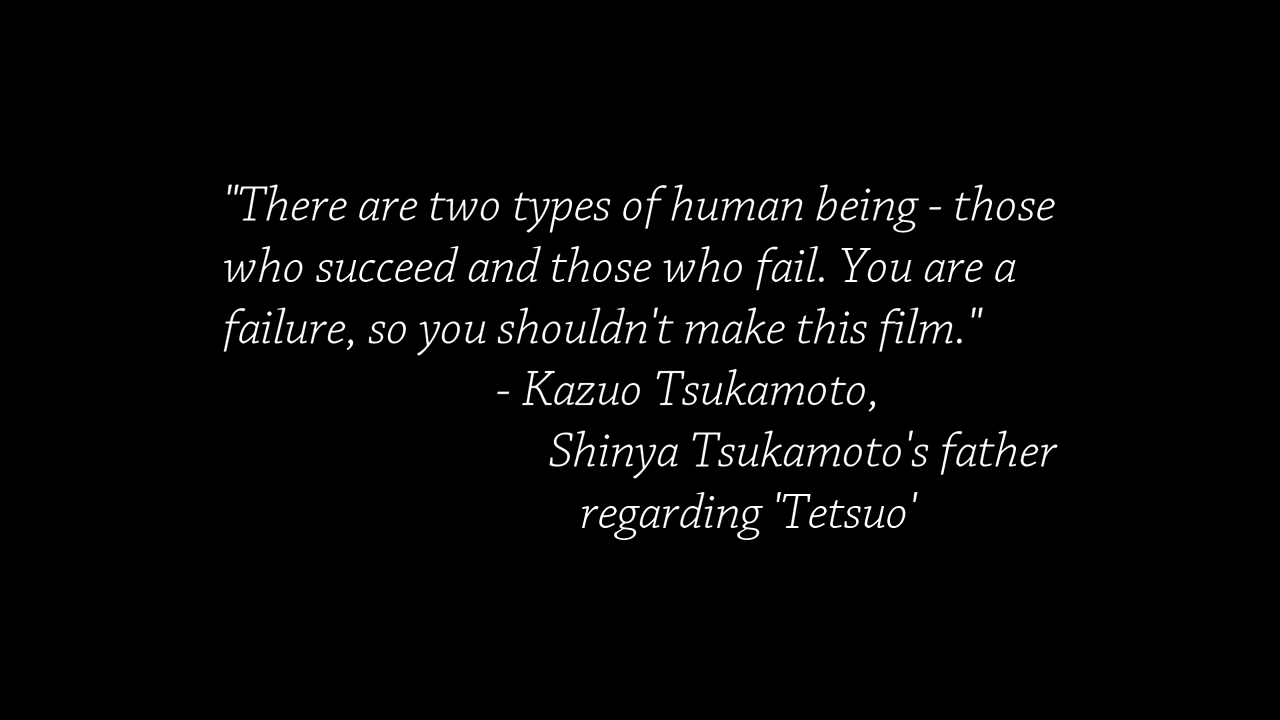 "There are two types of human being - those
who succeed and those who fail. You are a
failure, so you shouldn't make this film."
- Kazuo Tsukamoto,
Shinya Tsukamoto's father
regarding 'Tetsuo'